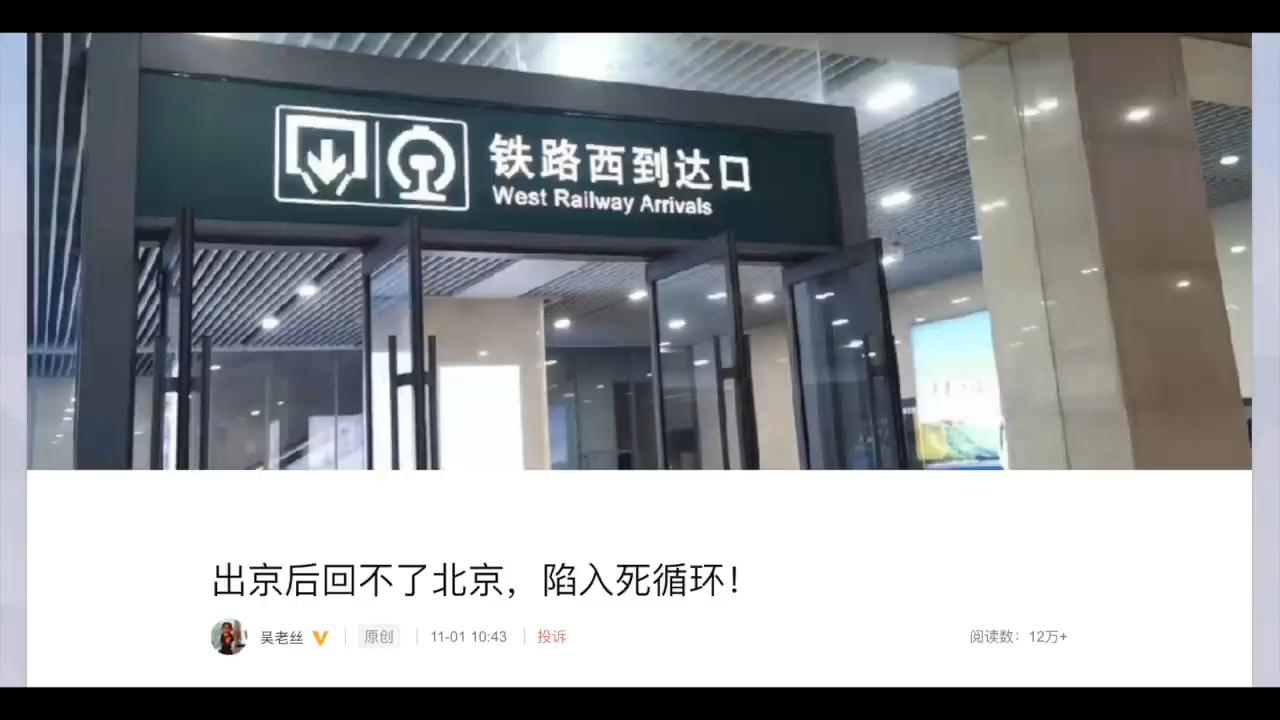 铁路西到达口
West Railway Arrivals
出京后回不了北京，陷入死循环！
吴老丝 原创 11-01 10:43 投诉 阅读数：12万+